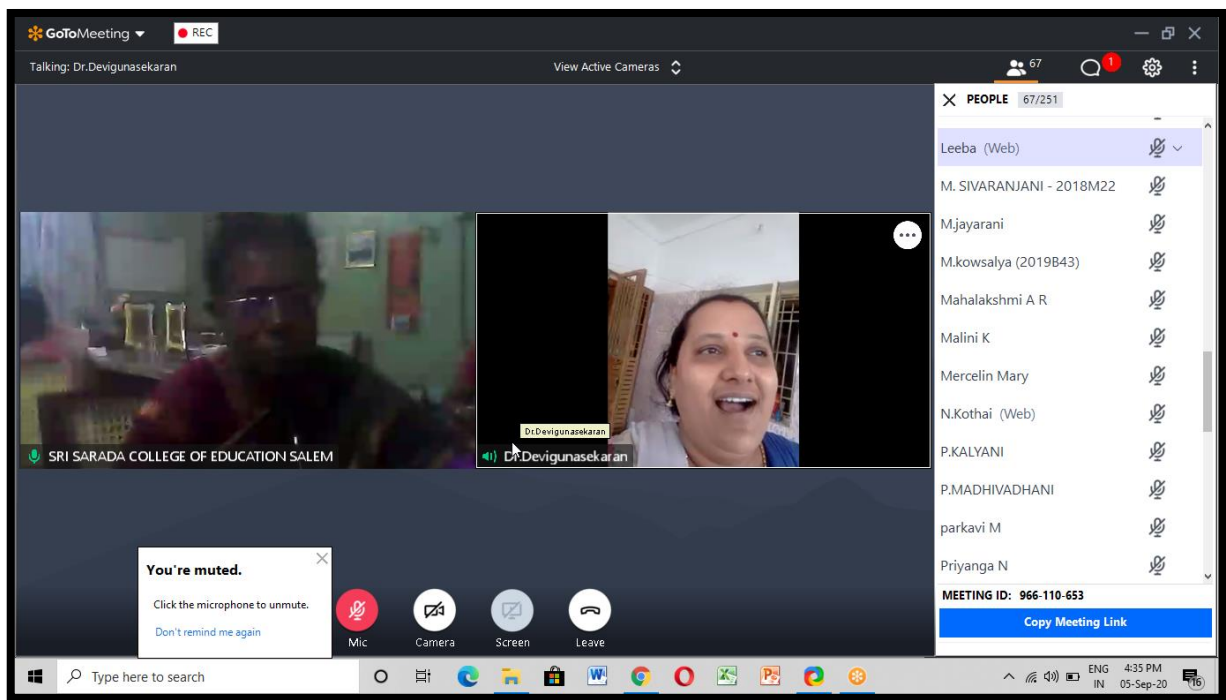 GoToMeeting
REC
Talking: Dr.Devigunasekaran
View Active Cameras
67
1
PEOPLE 67/251
Leeba (Web)
M. SIVARANJANI - 2018M22
M.jayarani
M.kowsalya (2019B43)
Mahalakshmi A R
Malini K
Mercelin Mary
N.Kothai (Web)
P.KALYANI
P.MADHIVADHANI
parkavi M
Priyanga N
MEETING ID: 966-110-653
Copy Meeting Link
SRI SARADA COLLEGE OF EDUCATION SALEM
Dr.Devigunasekaran
Dr.Devigunasekaran
You're muted.
Click the microphone to unmute.
Don't remind me again
Mic
Camera
Screen
Leave
Type here to search
ENG
IN
4:35 PM
05-Sep-20
16